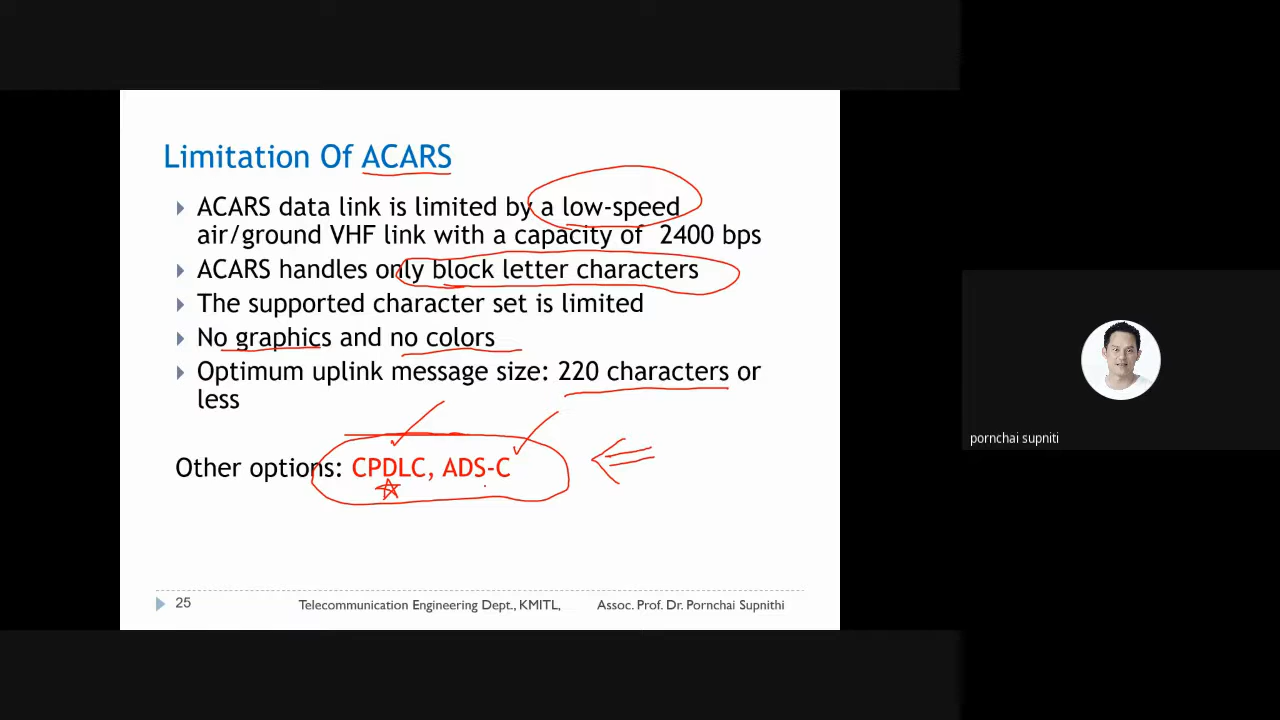 Limitation Of ACARS
ACARS data link is limited by a low-speed
air/ground VHF link with a capacity of 2400 bps
ACARS handles only block letter characters
The supported character set is limited
No graphics and no colors
Optimum uplink message size: 220 characters or
less
Other options: CPDLC, ADS-C
25
Telecommunication Engineering Dept., KMITL, Assoc. Prof. Dr. Pornchai Supnithi
pornchai supniti